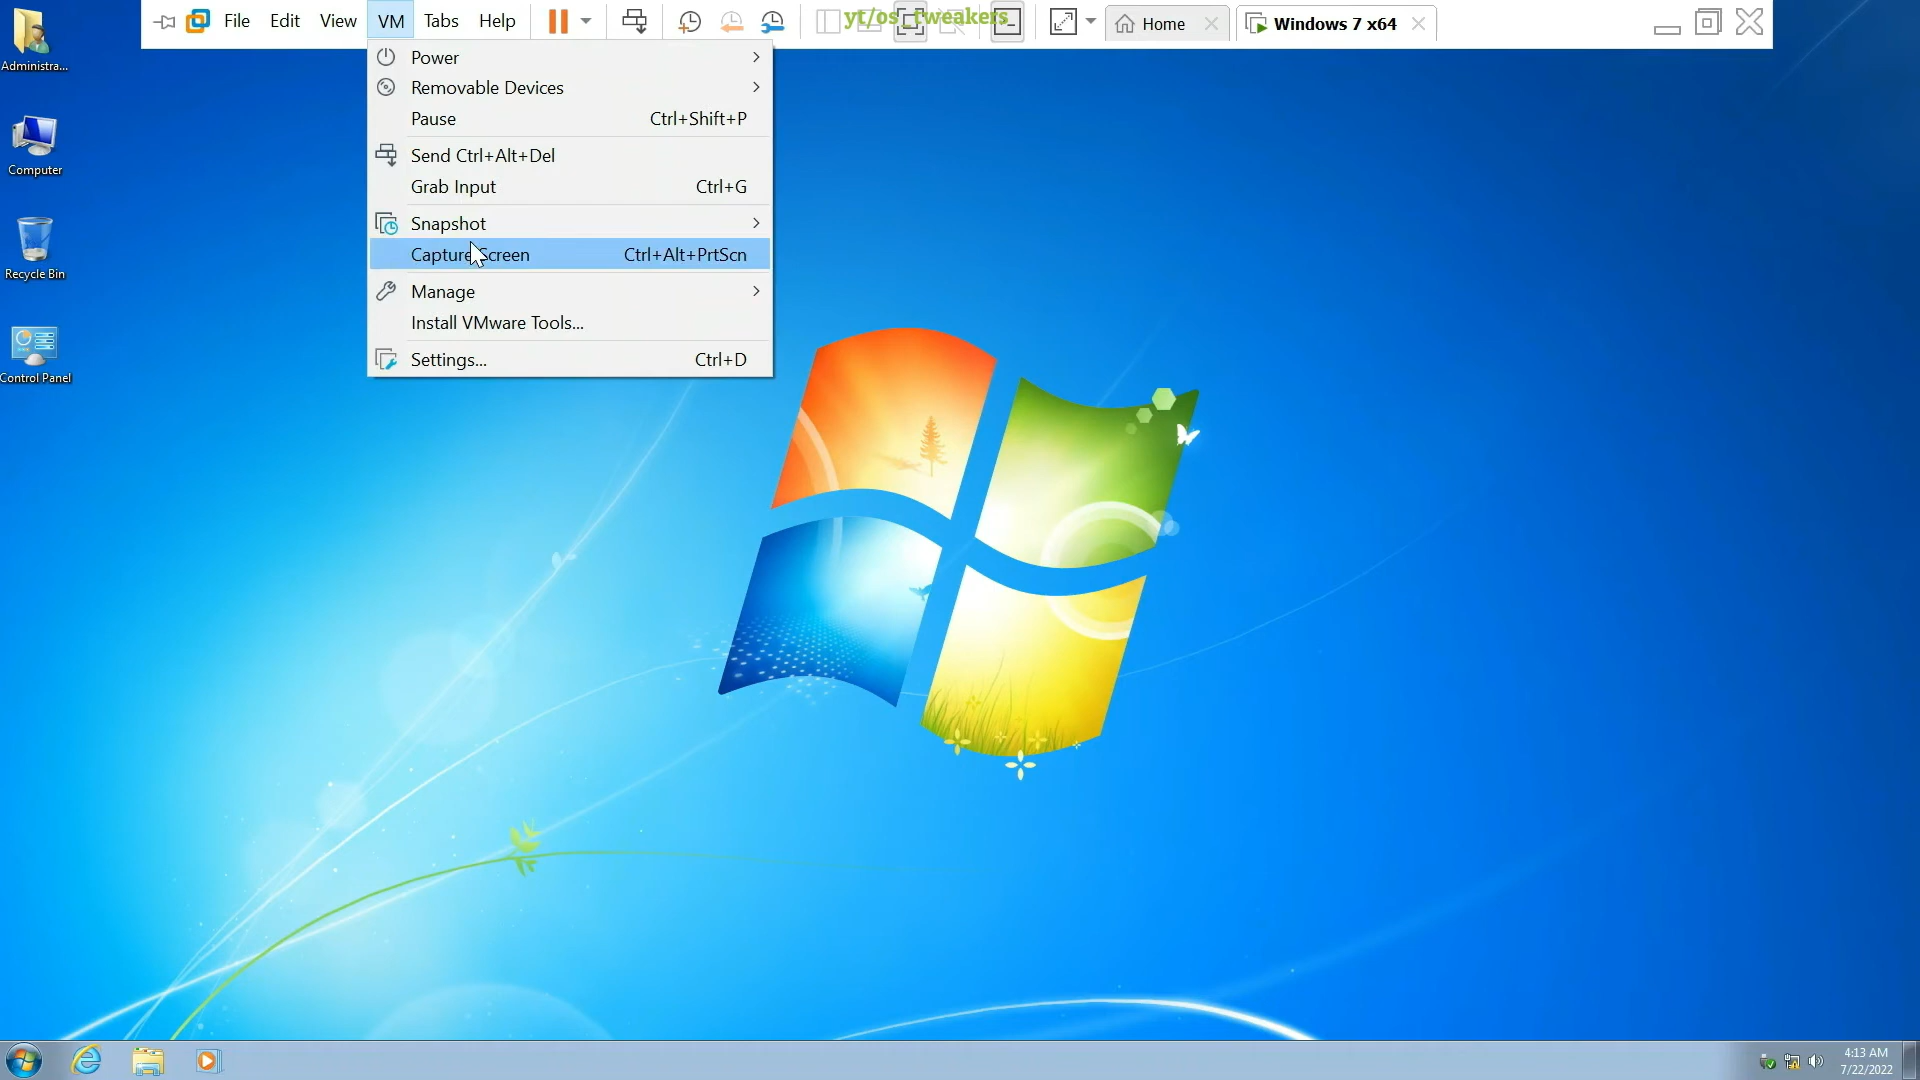 File Edit View VM Tabs Help
yt/os_tweakers
Home
Windows 7 x64
Power
Removable Devices
Pause Ctrl+Shift+P
Send Ctrl+Alt+Del
Grab Input Ctrl+G
Snapshot
Capture Screen Ctrl+Alt+PrtScn
Manage
Install VMware Tools...
Settings... Ctrl+D
Administra...
Computer
Recycle Bin
Control Panel
4:13 AM
7/22/2022